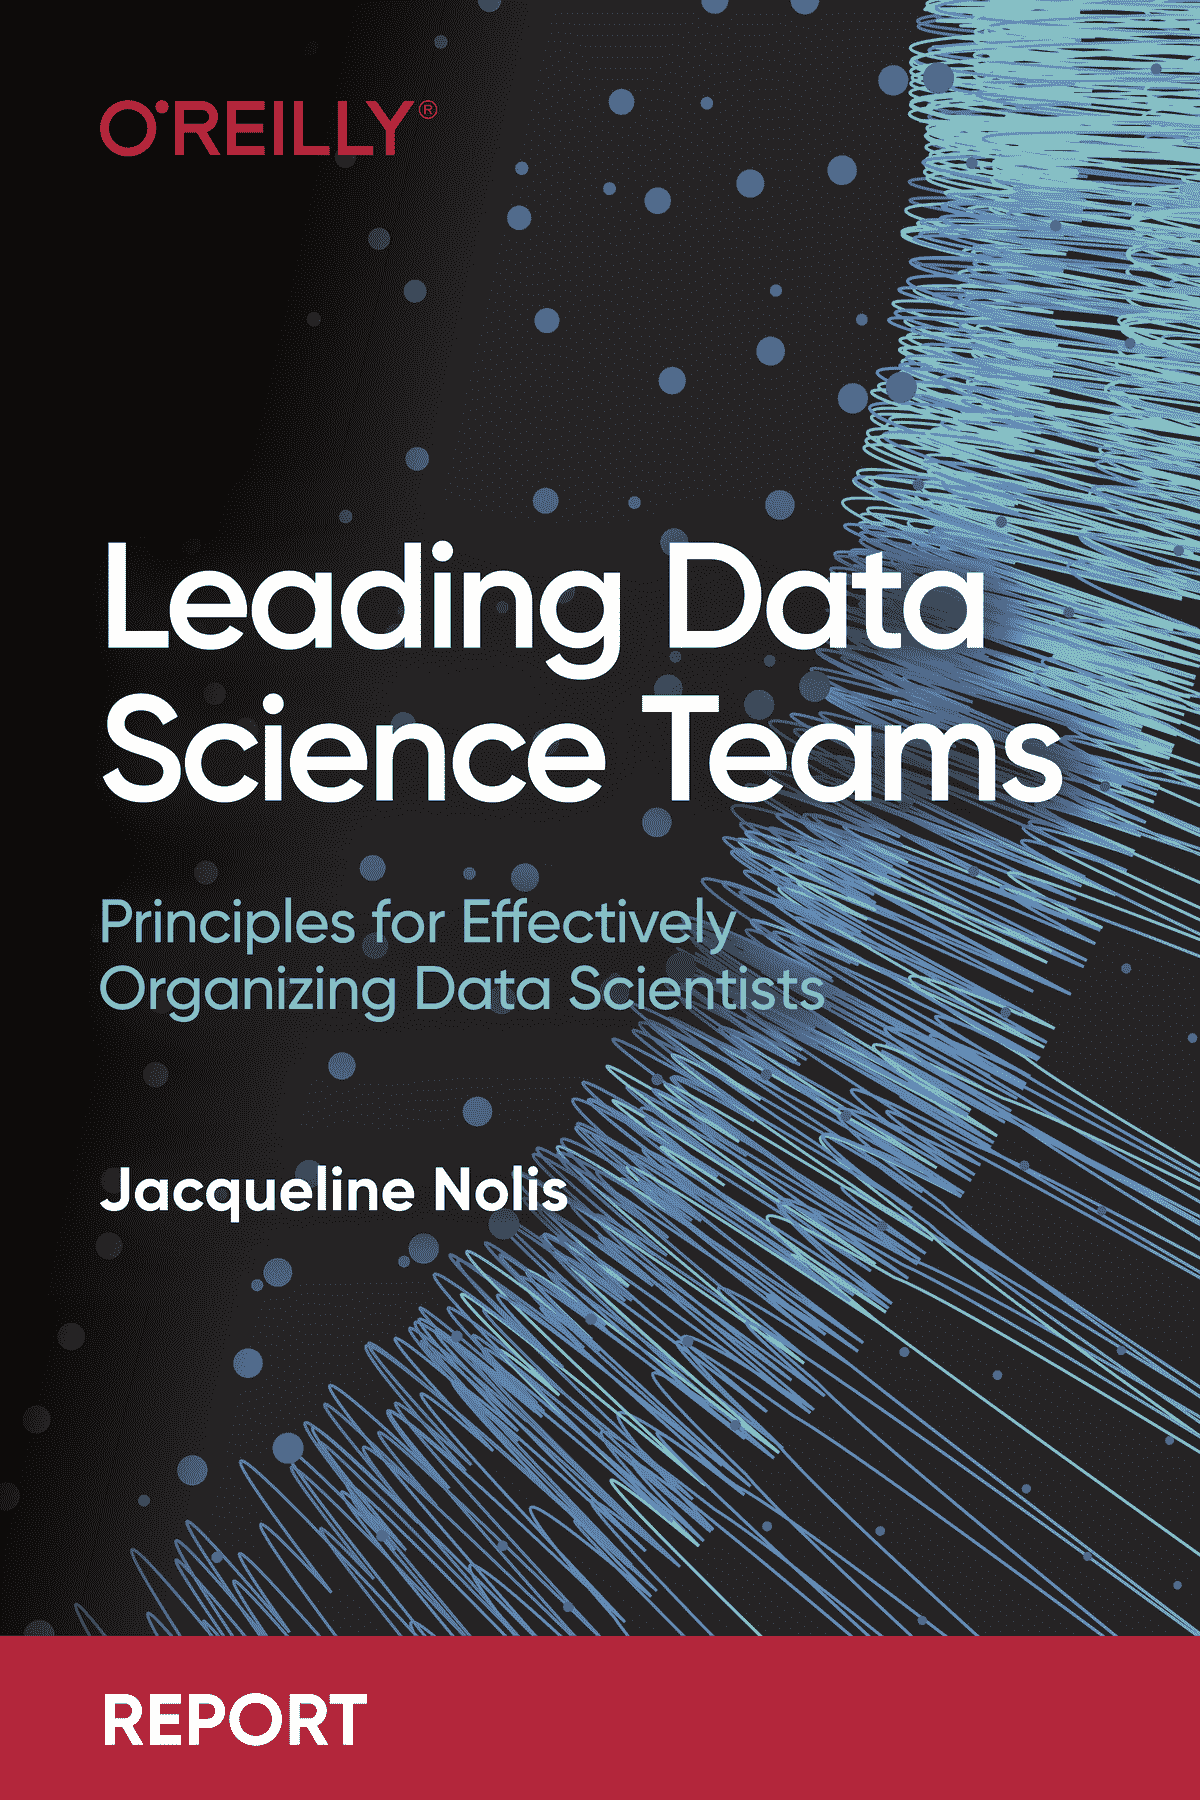 O'REILLY®
Leading Data
Science Teams
Principles for Effectively
Organizing Data Scientists
Jacqueline Nolis
REPORT